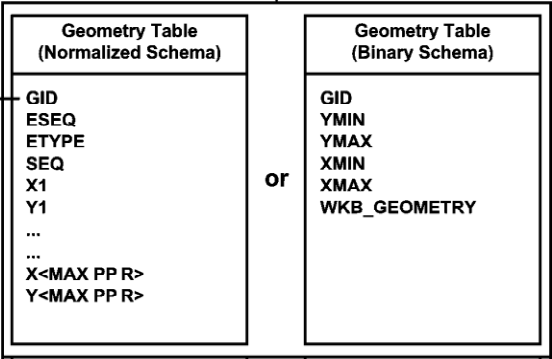 Geometry Table
(Normalized Schema)
GID
ESEQ
ETYPE
SEQ
X1
Y1
...
...
X<MAX PP R>
Y<MAX PP R>
or
Geometry Table
(Binary Schema)
GID
YMIN
YMAX
XMIN
XMAX
WKB_GEOMETRY